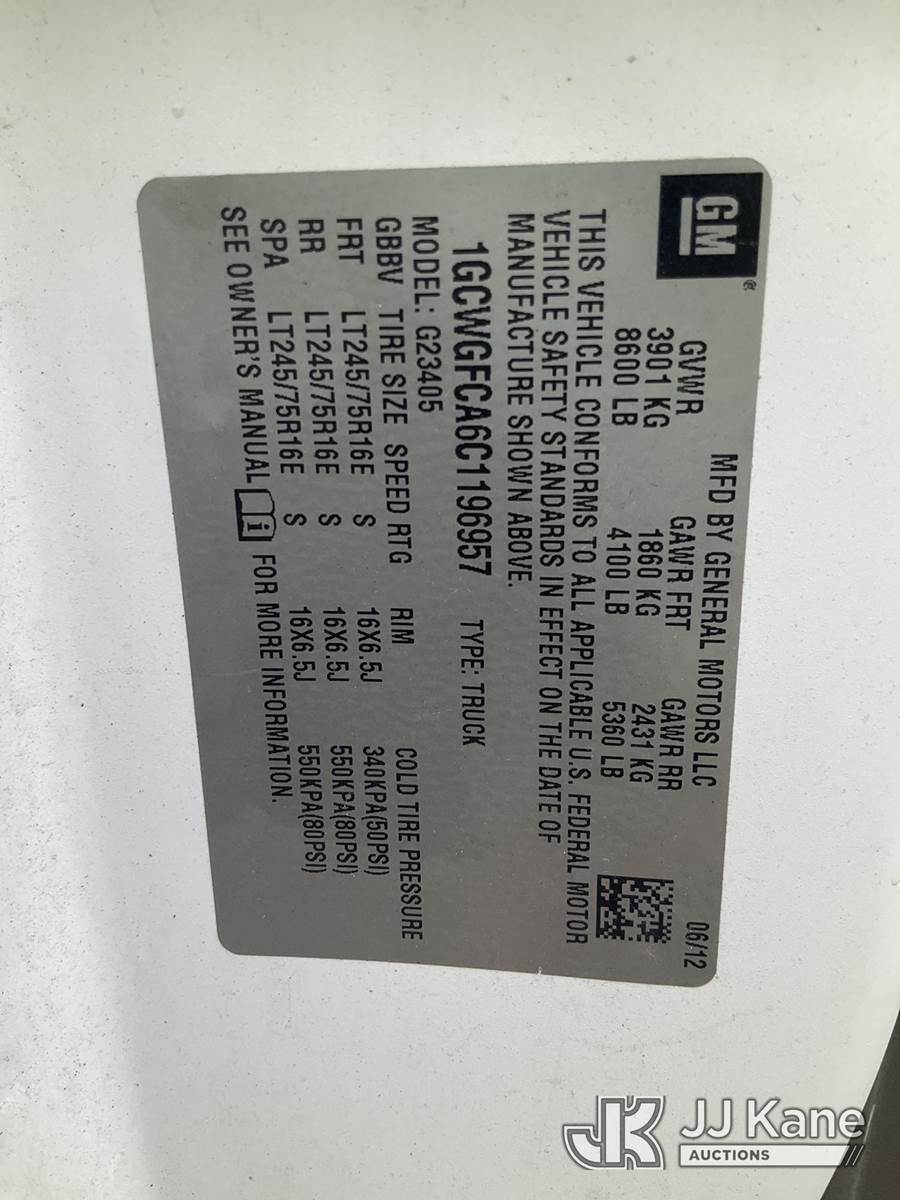 GM®
MFD BY GENERAL MOTORS LLC 06/12
GVWR GAWR FRT GAWR RR
3901 KG 1860 KG 2431 KG
8600 LB 4100 LB 5360 LB
THIS VEHICLE CONFORMS TO ALL APPLICABLE U.S. FEDERAL MOTOR
VEHICLE SAFETY STANDARDS IN EFFECT ON THE DATE OF
MANUFACTURE SHOWN ABOVE.
1GCWGFCA6C1196957 TYPE: TRUCK
MODEL: G23405
GBBV TIRE SIZE SPEED RTG RIM COLD TIRE PRESSURE
FRT LT245/75R16E S 16X6.5J 340KPA(50PSI)
RR LT245/75R16E S 16X6.5J 550KPA(80PSI)
SPA LT245/75R16E S 16X6.5J 550KPA(80PSI)
SEE OWNER'S MANUAL i FOR MORE INFORMATION.
JK JJ Kane
AUCTIONS